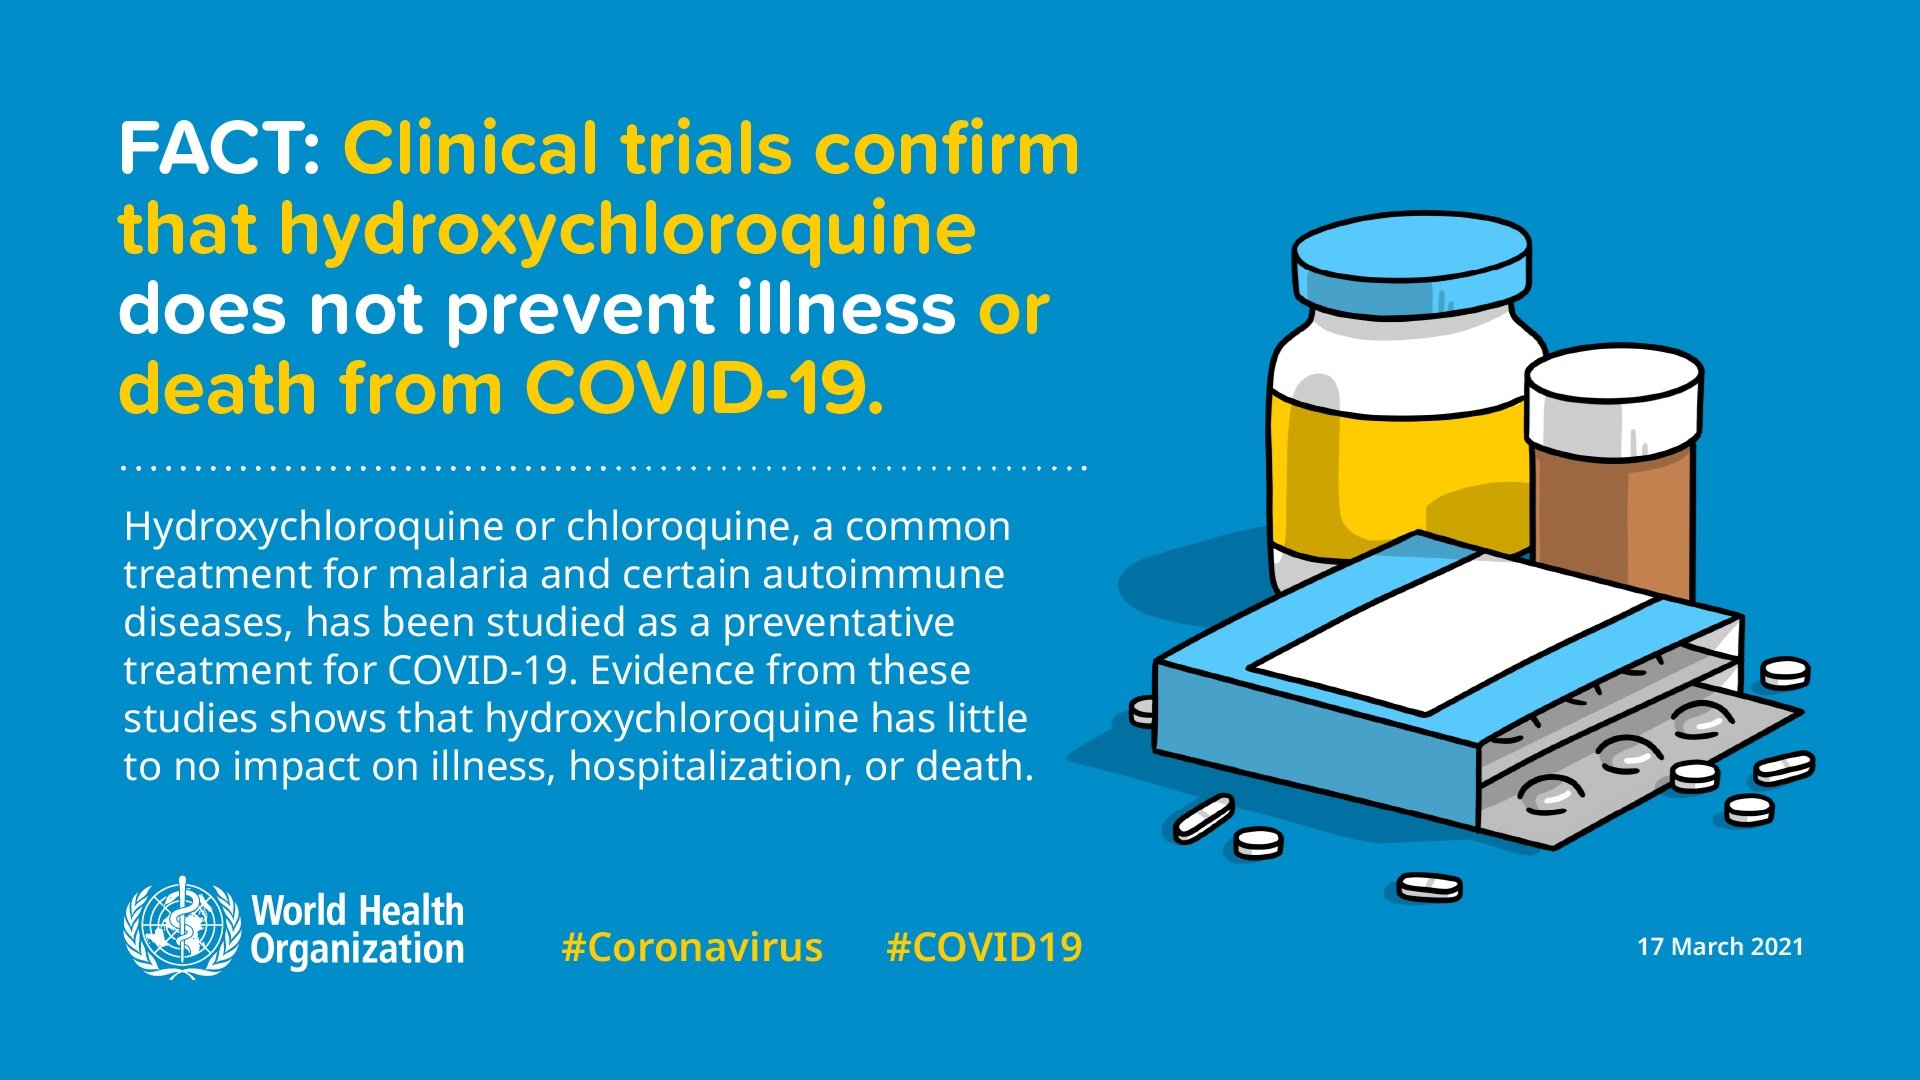 FACT: Clinical trials confirm
that hydroxychloroquine
does not prevent illness or
death from COVID-19.
Hydroxychloroquine or chloroquine, a common
treatment for malaria and certain autoimmune
diseases, has been studied as a preventative
treatment for COVID-19. Evidence from these
studies shows that hydroxychloroquine has little
to no impact on illness, hospitalization, or death.
World Health
Organization
#Coronavirus #COVID19
17 March 2021